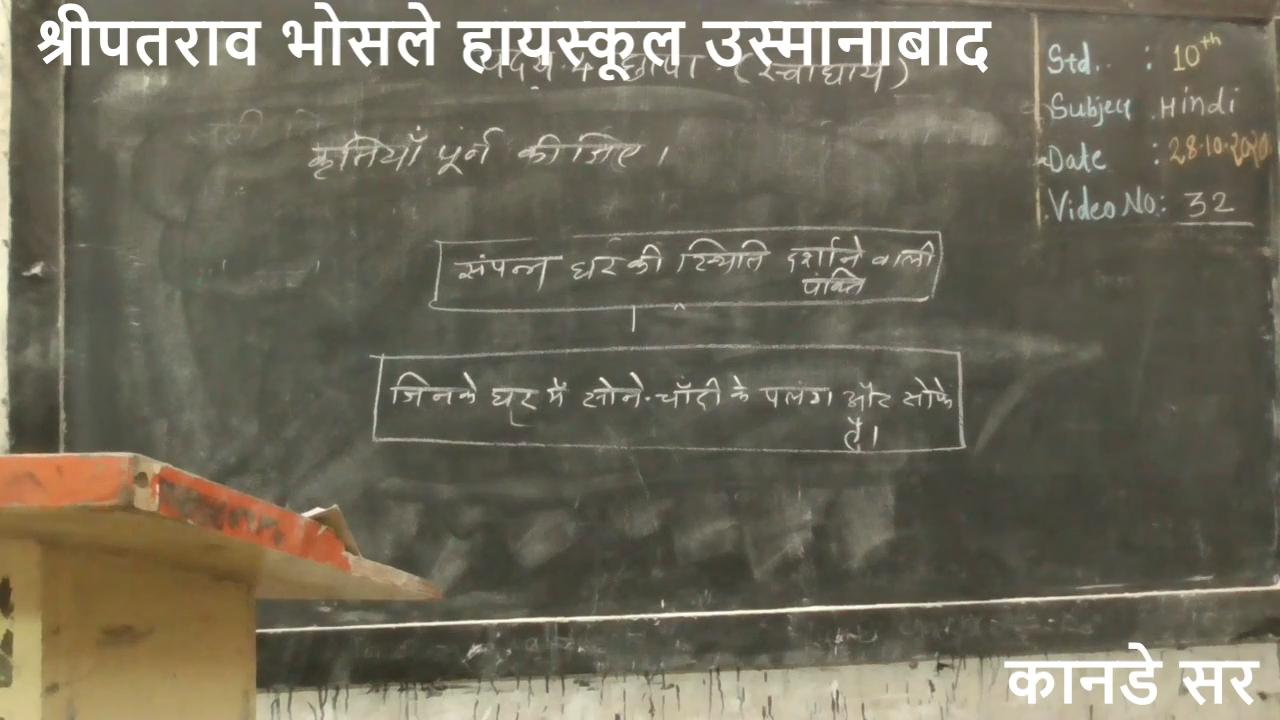 श्रीपतराव भोसले हायस्कूल उस्मानाबाद
छापा (स्वाध्याय)
कृतियाँ पूर्न कीजिए।
संपन्न घर की स्थिति दर्शाने वाली
पंक्ति
जिनके घर में सोने-चाँदी के पलंग और सोफे
हैं।
Std. : 10th
Subject Hindi
Date : 28.10.2020
Video No: 32
कानडे सर